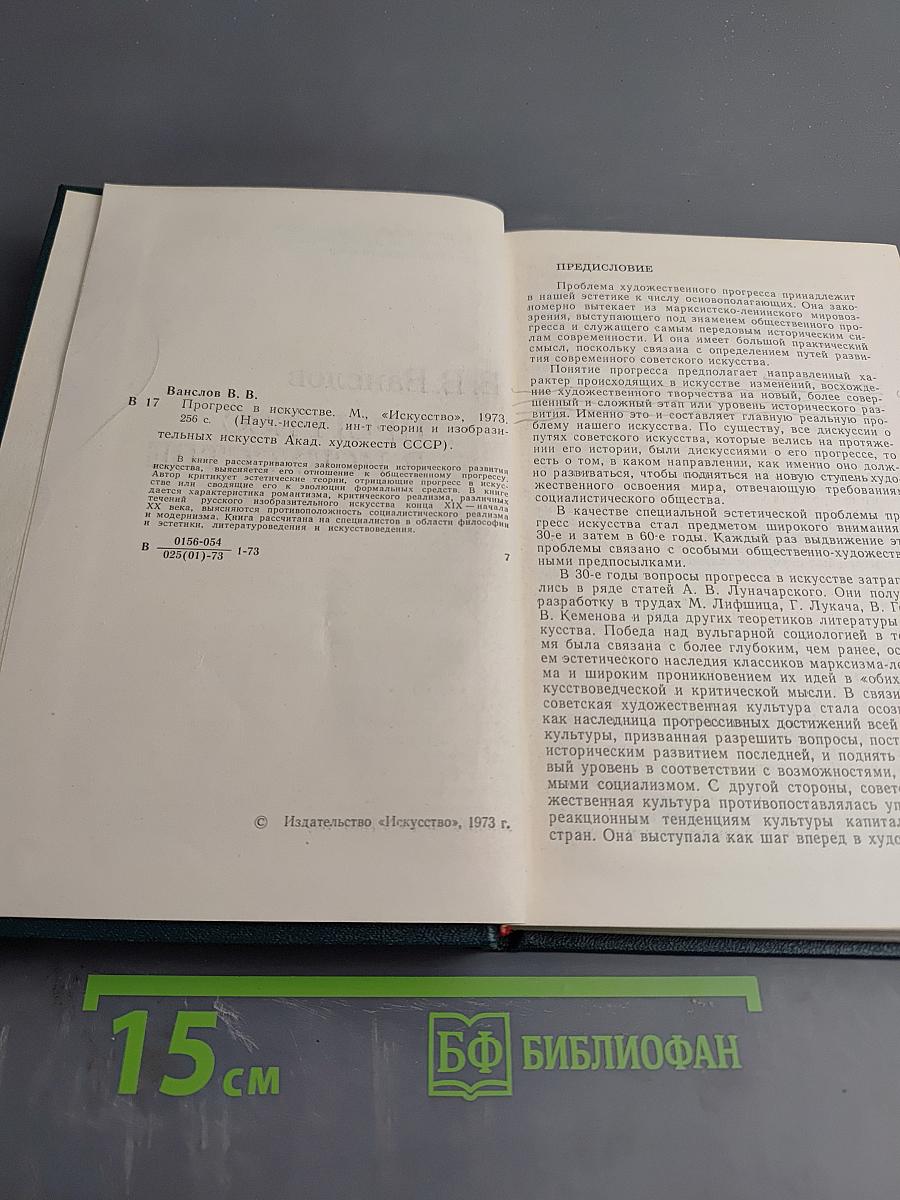 Ванслов В. В.
В 17 Прогресс в искусстве. М., «Искусство», 1973.
256 с. (Науч.-исслед. ин-т теории и изобрази-
тельных искусств Акад. художеств СССР).
В книге рассматриваются закономерности исторического развития
искусства, выясняется его отношение к общественному прогрессу.
Автор критикует эстетические теории, отрицающие прогресс в искус-
стве или сводящие его к эволюции формальных средств. В книге
дается характеристика романтизма, критического реализма, различных
течений русского изобразительного искусства конца XIX — начала
XX века, выясняются противоположность социалистического реализма
и модернизма. Книга рассчитана на специалистов в области философии
и эстетики, литературоведения и искусствоведения.
В 0156-054
025(01)-73 1-73
7
© Издательство «Искусство», 1973 г.
ПРЕДИСЛОВИЕ
Проблема художественного прогресса принадлежит
в нашей эстетике к числу основополагающих. Она зако-
номерно вытекает из марксистско-ленинского мировоз-
зрения, выступающего под знаменем общественного про-
гресса и служащего самым передовым историческим си-
лам современности. И она имеет большой практический
смысл, поскольку связана с определением путей разви-
тия современного советского искусства.
Понятие прогресса предполагает направленный ха-
рактер происходящих в искусстве изменений, восхожде-
ние художественного творчества на новый, более совер-
шенный и сложный этап или уровень исторического раз-
вития. Именно это и составляет главную реальную про-
блему нашего искусства. По существу, все дискуссии о
путях советского искусства, которые велись на протяже-
нии его истории, были дискуссиями о его прогрессе, то
есть о том, в каком направлении, как именно оно долж-
но развиваться, чтобы подняться на новую ступень худо-
жественного освоения мира, отвечающую требованиям
социалистического общества.
В качестве специальной эстетической проблемы пр
гресс искусства стал предметом широкого внимания
30-е и затем в 60-е годы. Каждый раз выдвижение эт
проблемы связано с особыми общественно-художеств
ными предпосылками.
В 30-е годы вопросы прогресса в искусстве затраг
лись в ряде статей А. В. Луначарского. Они полу
разработку в трудах М. Лифшица, Г. Лукача, В. Г
В. Кеменова и ряда других теоретиков литературы
кусства. Победа над вульгарной социологией в т
мя была связана с более глубоким, чем ранее, ос
ем эстетического наследия классиков марксизма-ле
ма и широким проникновением их идей в «обих
кусствоведческой и критической мысли. В связи
советская художественная культура стала осоз
как наследница прогрессивных достижений всей
культуры, призванная разрешить вопросы, пост
историческим развитием последней, и поднять
вый уровень в соответствии с возможностями,
мыми социализмом. С другой стороны, совет
жественная культура противопоставлялась уп
реакционным тенденциям культуры капитал
стран. Она выступала как шаг вперед в худо
15 см
БФ БИБЛИОФАН